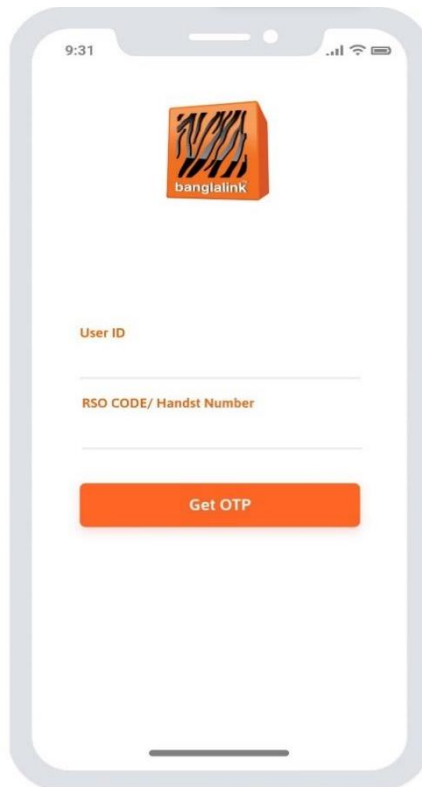 9:31
banglalink
User ID
RSO CODE/ Handst Number
Get OTP